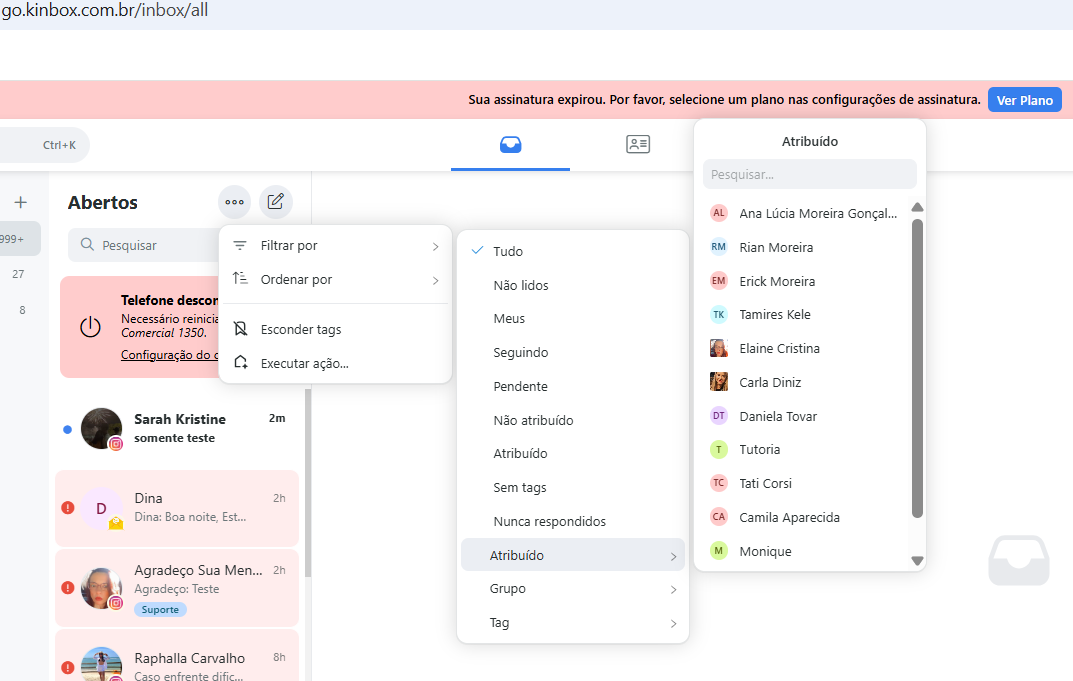 go.kinbox.com.br/inbox/all
Sua assinatura expirou. Por favor, selecione um plano nas configurações de assinatura.
Ver Plano
Ctrl+K
999+
27
8
Abertos
Pesquisar
Telefone descon
Necessário reinicia
Comercial 1350.
Configuração do c
Sarah Kristine
2m
somente teste
D
Dina
2h
Dina: Boa noite, Est...
Agradeço Sua Men...
2h
Agradeço: Teste
Suporte
Raphalla Carvalho
8h
Caso enfrente dific...
Filtrar por
Ordenar por
Esconder tags
Executar ação...
Tudo
Não lidos
Meus
Seguindo
Pendente
Não atribuído
Atribuído
Sem tags
Nunca respondidos
Atribuído
Grupo
Tag
Atribuído
Pesquisar...
AL Ana Lúcia Moreira Gonçal...
RM Rian Moreira
EM Erick Moreira
TK Tamires Kele
Elaine Cristina
Carla Diniz
DT Daniela Tovar
T Tutoria
TC Tati Corsi
CA Camila Aparecida
M Monique